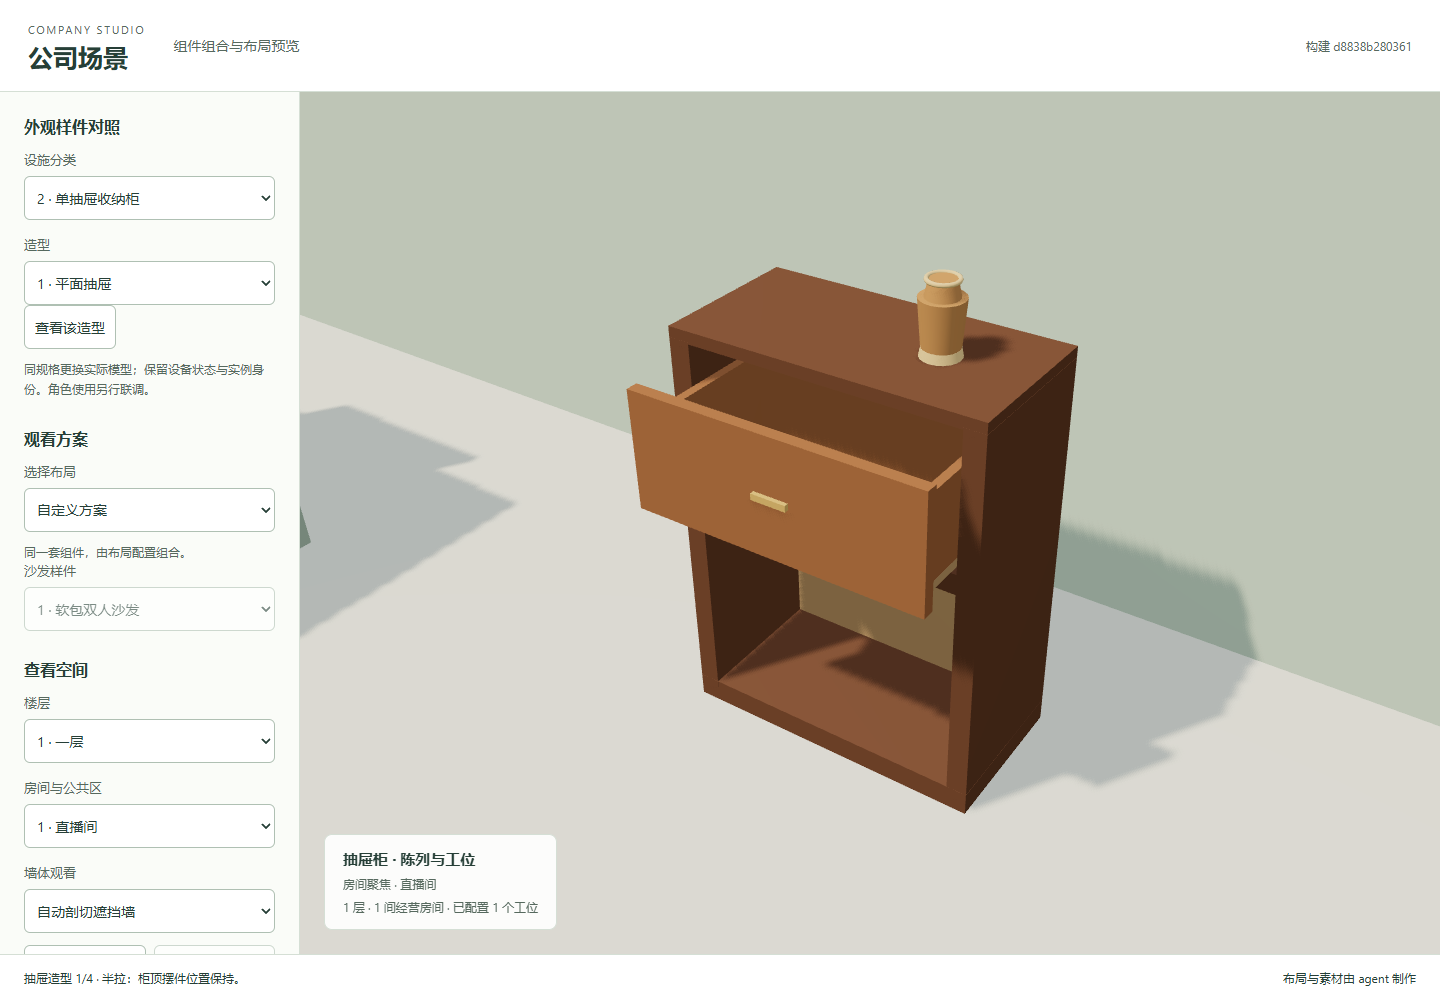 COMPANY STUDIO
公司场景
组件组合与布局预览
构建 d8838b280361
外观样件对照
设施分类
2 · 单抽屉收纳柜
造型
1 · 平面抽屉
查看该造型
同规格更换实际模型；保留设备状态与实例身
份。角色使用另行联调。
观看方案
选择布局
自定义方案
同一套组件，由布局配置组合。
沙发样件
1 · 软包双人沙发
查看空间
楼层
1 · 一层
房间与公共区
1 · 直播间
墙体观看
自动剖切遮挡墙
抽屉柜 · 陈列与工位
房间聚焦 · 直播间
1 层 · 1 间经营房间 · 已配置 1 个工位
抽屉造型 1/4 · 半拉：柜顶摆件位置保持。
布局与素材由 agent 制作